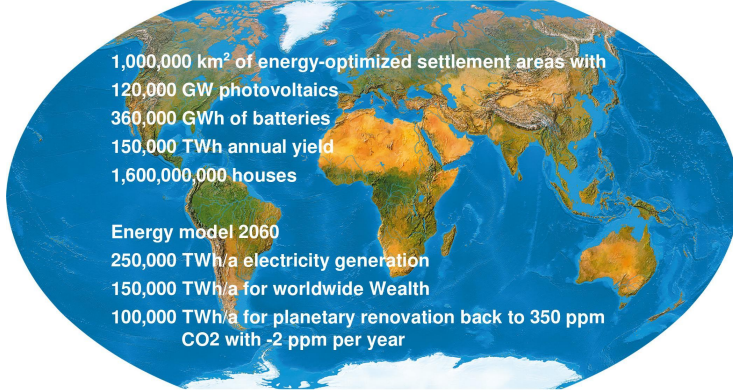 1,000,000 km² of energy-optimized settlement areas with
120,000 GW photovoltaics
360,000 GWh of batteries
150,000 TWh annual yield
1,600,000,000 houses
Energy model 2060
250,000 TWh/a electricity generation
150,000 TWh/a for worldwide Wealth
100,000 TWh/a for planetary renovation back to 350 ppm
CO2 with -2 ppm per year